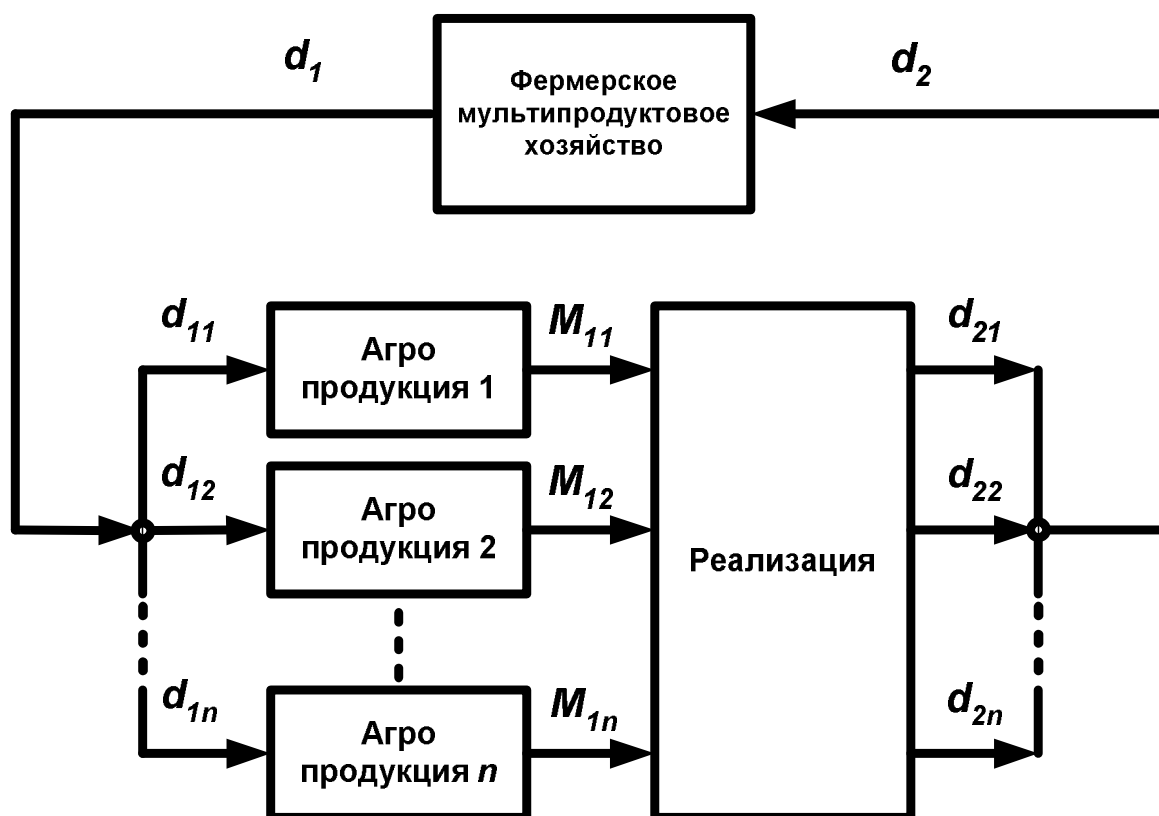 d1
Фермерское
мультипродуктовое
хозяйство
d2
d11
Агро
продукция 1
M11
d21
d12
Агро
продукция 2
M12
Реализация
d22
d1n
Агро
продукция n
M1n
d2n